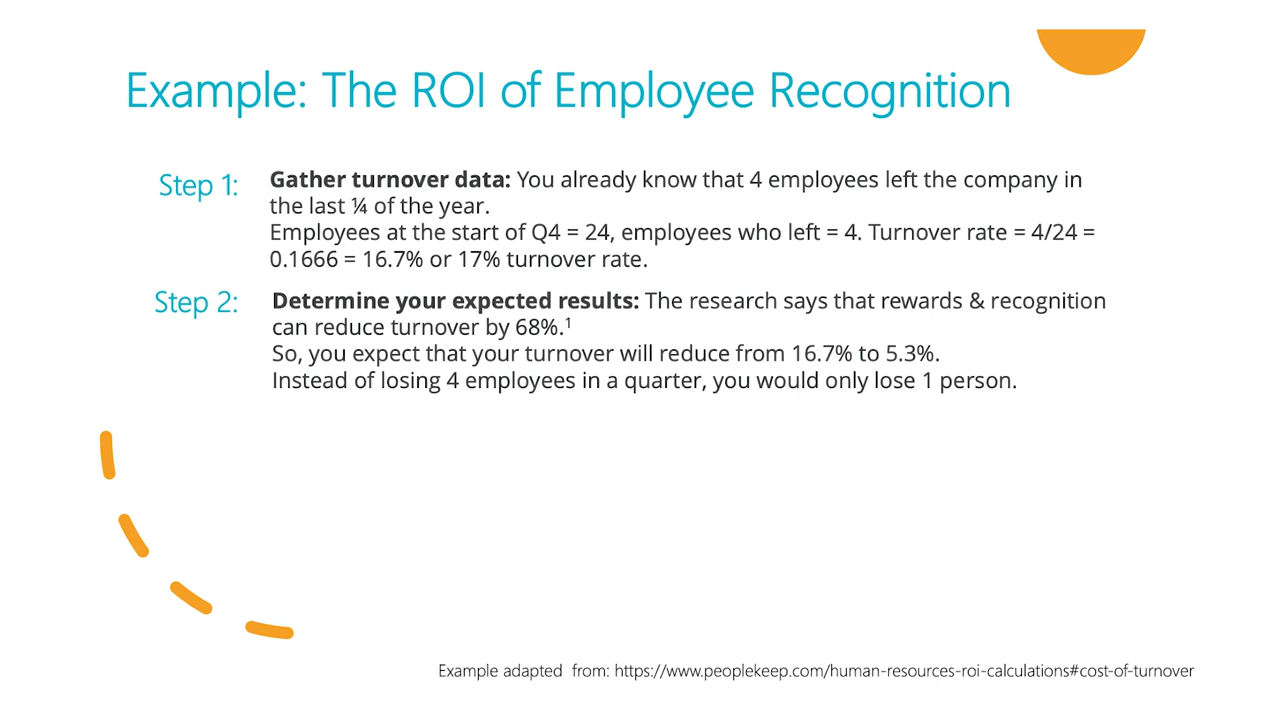 Example: The ROI of Employee Recognition
Step 1:
Gather turnover data: You already know that 4 employees left the company in
the last ¼ of the year.
Employees at the start of Q4 = 24, employees who left = 4. Turnover rate = 4/24 =
0.1666 = 16.7% or 17% turnover rate.
Step 2:
Determine your expected results: The research says that rewards & recognition
can reduce turnover by 68%.¹
So, you expect that your turnover will reduce from 16.7% to 5.3%.
Instead of losing 4 employees in a quarter, you would only lose 1 person.
Example adapted  from: https://www.peoplekeep.com/human-resources-roi-calculations#cost-of-turnover